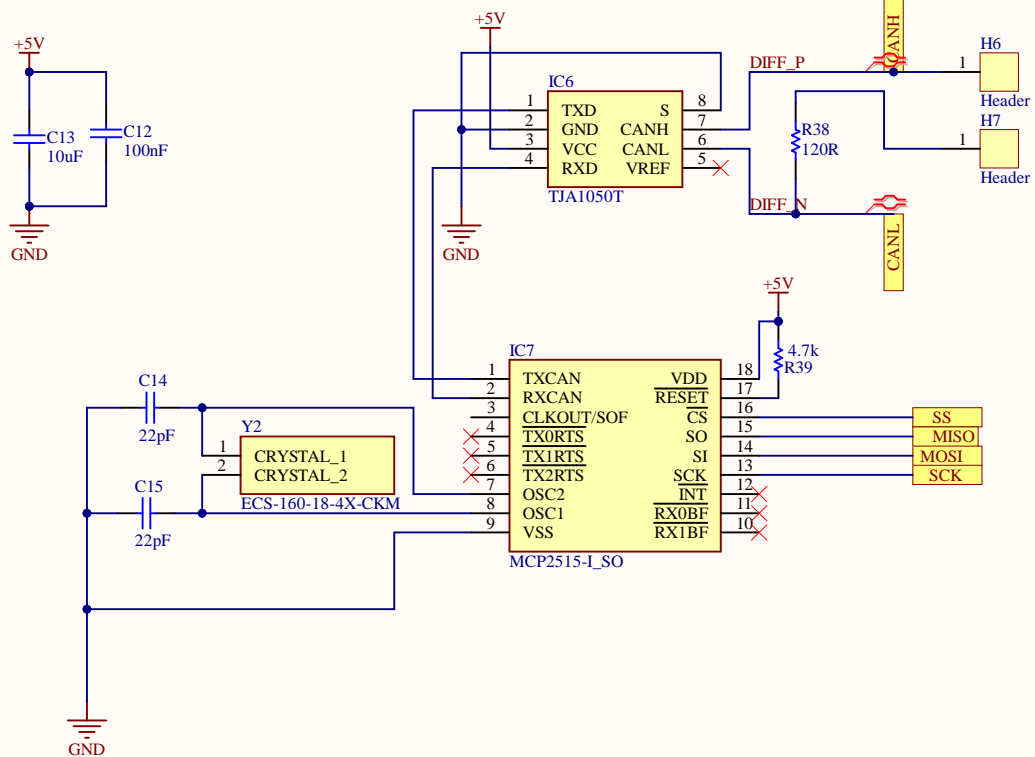 +5V
C13
10uF
C12
100nF
GND
+5V
IC6
1 TXD S 8
2 GND CANH 7
3 VCC CANL 6
4 RXD VREF 5
TJA1050T
GND
DIFF_P
CANH
H6
1
Header
H7
1
Header
R38
120R
DIFF_N
CANL
+5V
4.7k
R39
IC7
1 TXCAN VDD 18
2 RXCAN RESET 17
3 CLKOUT/SOF CS 16
4 TX0RTS SO 15
5 TX1RTS SI 14
6 TX2RTS SCK 13
7 OSC2 INT 12
8 OSC1 RX0BF 11
9 VSS RX1BF 10
MCP2515-I_SO
SS
MISO
MOSI
SCK
C14
22pF
Y2
1 CRYSTAL_1
2 CRYSTAL_2
ECS-160-18-4X-CKM
C15
22pF
GND